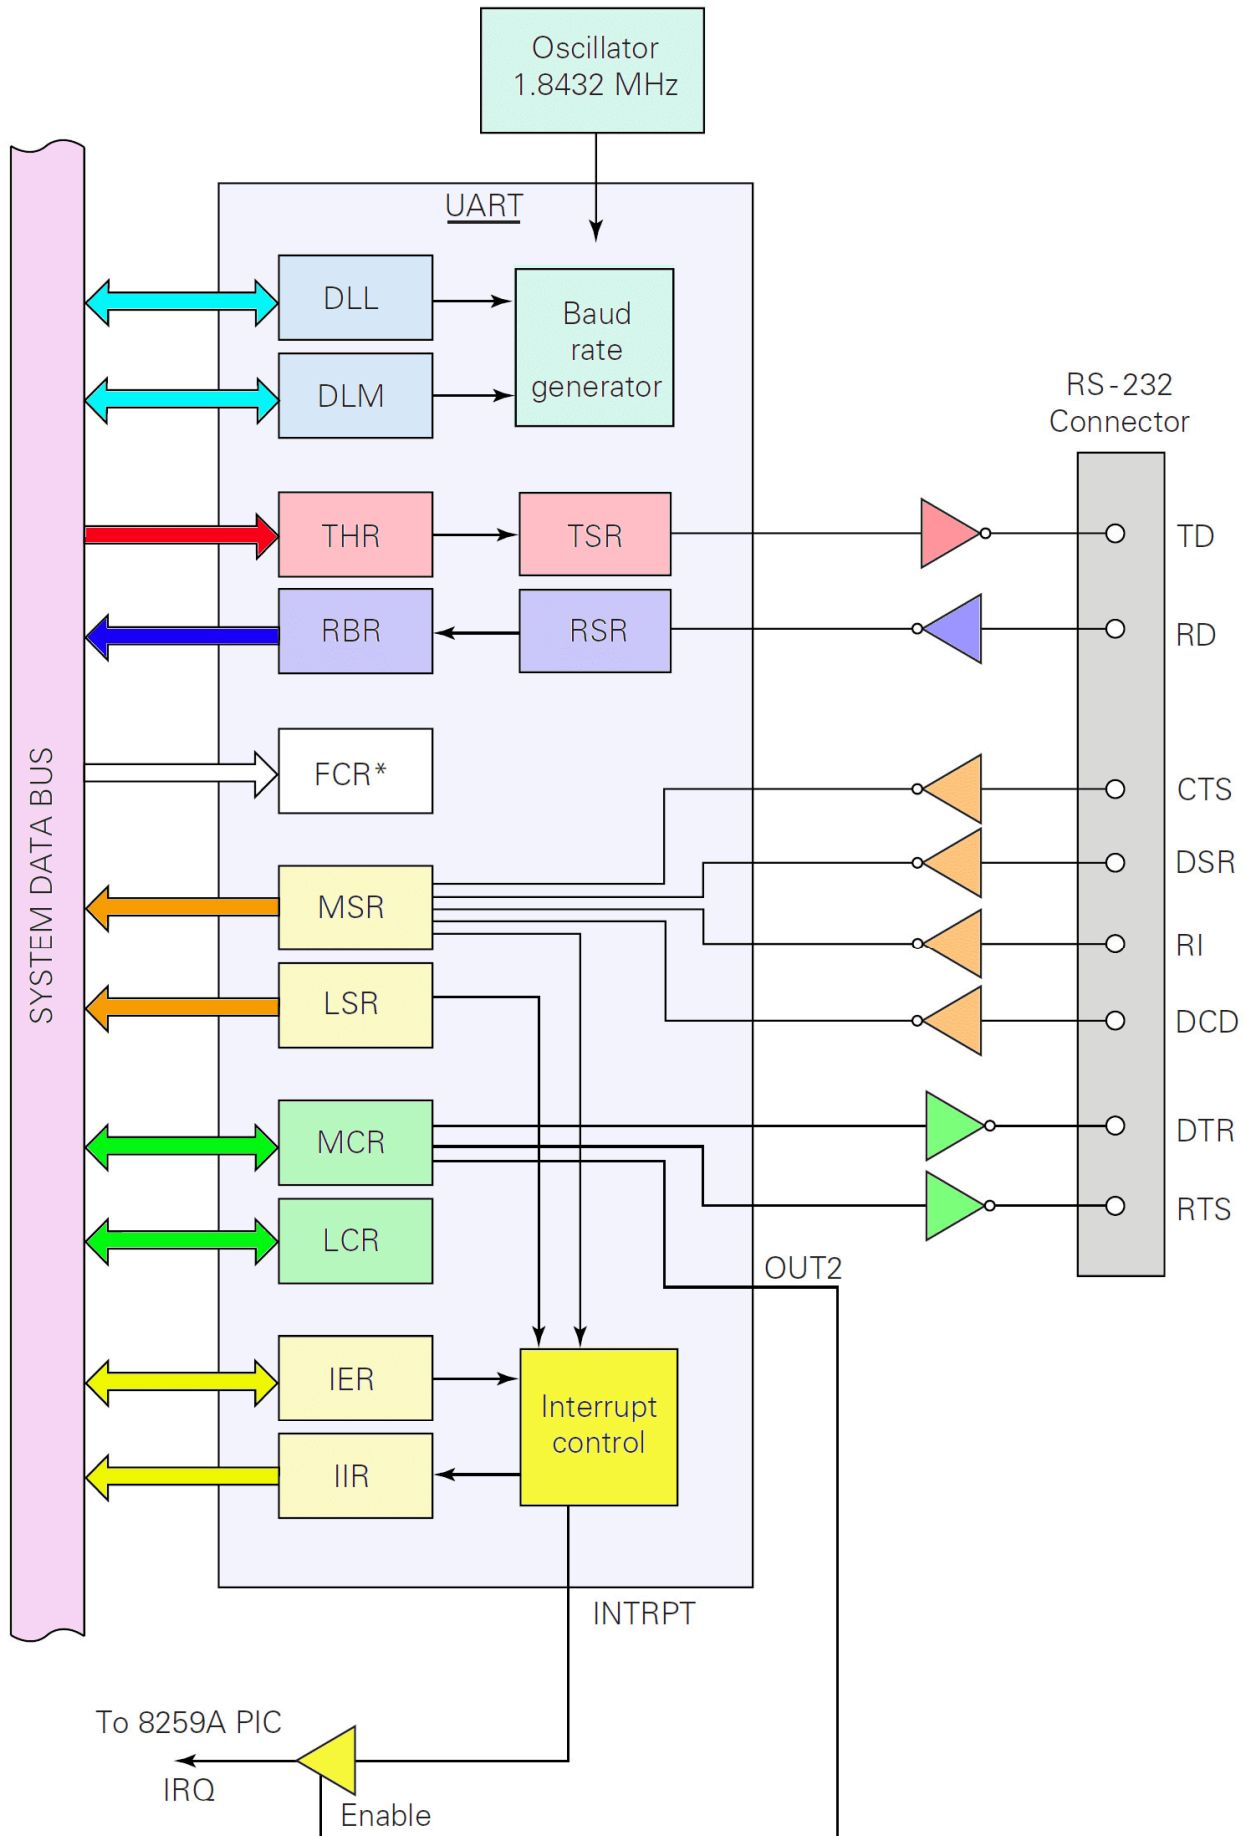 Oscillator
1.8432 MHz
UART
DLL
Baud
rate
generator
DLM
RS-232
Connector
THR
TSR
TD
RBR
RSR
RD
FCR*
CTS
DSR
MSR
RI
LSR
DCD
SYSTEM DATA BUS
MCR
DTR
RTS
LCR
OUT2
IER
Interrupt
control
IIR
INTRPT
To 8259A PIC
IRQ
Enable